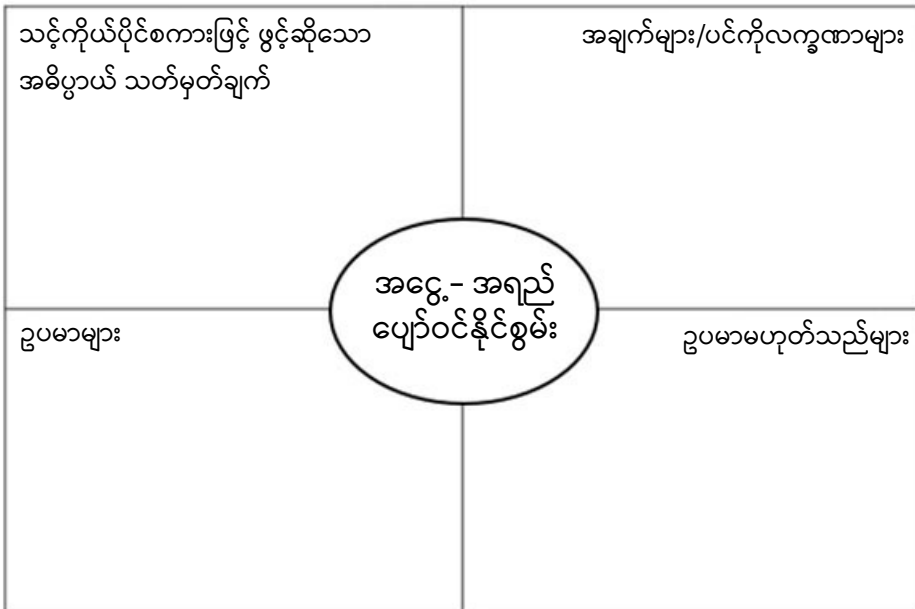 သင့်ကိုယ်ပိုင်စကားဖြင့် ဖွင့်ဆိုသော
အဓိပ္ပာယ် သတ်မှတ်ချက်
အချက်များ/ပင်ကိုလက္ခဏာများ
အငွေ့- အရည်
ပျော်ဝင်နိုင်စွမ်း
ဥပမာများ
ဥပမာမဟုတ်သည်များ